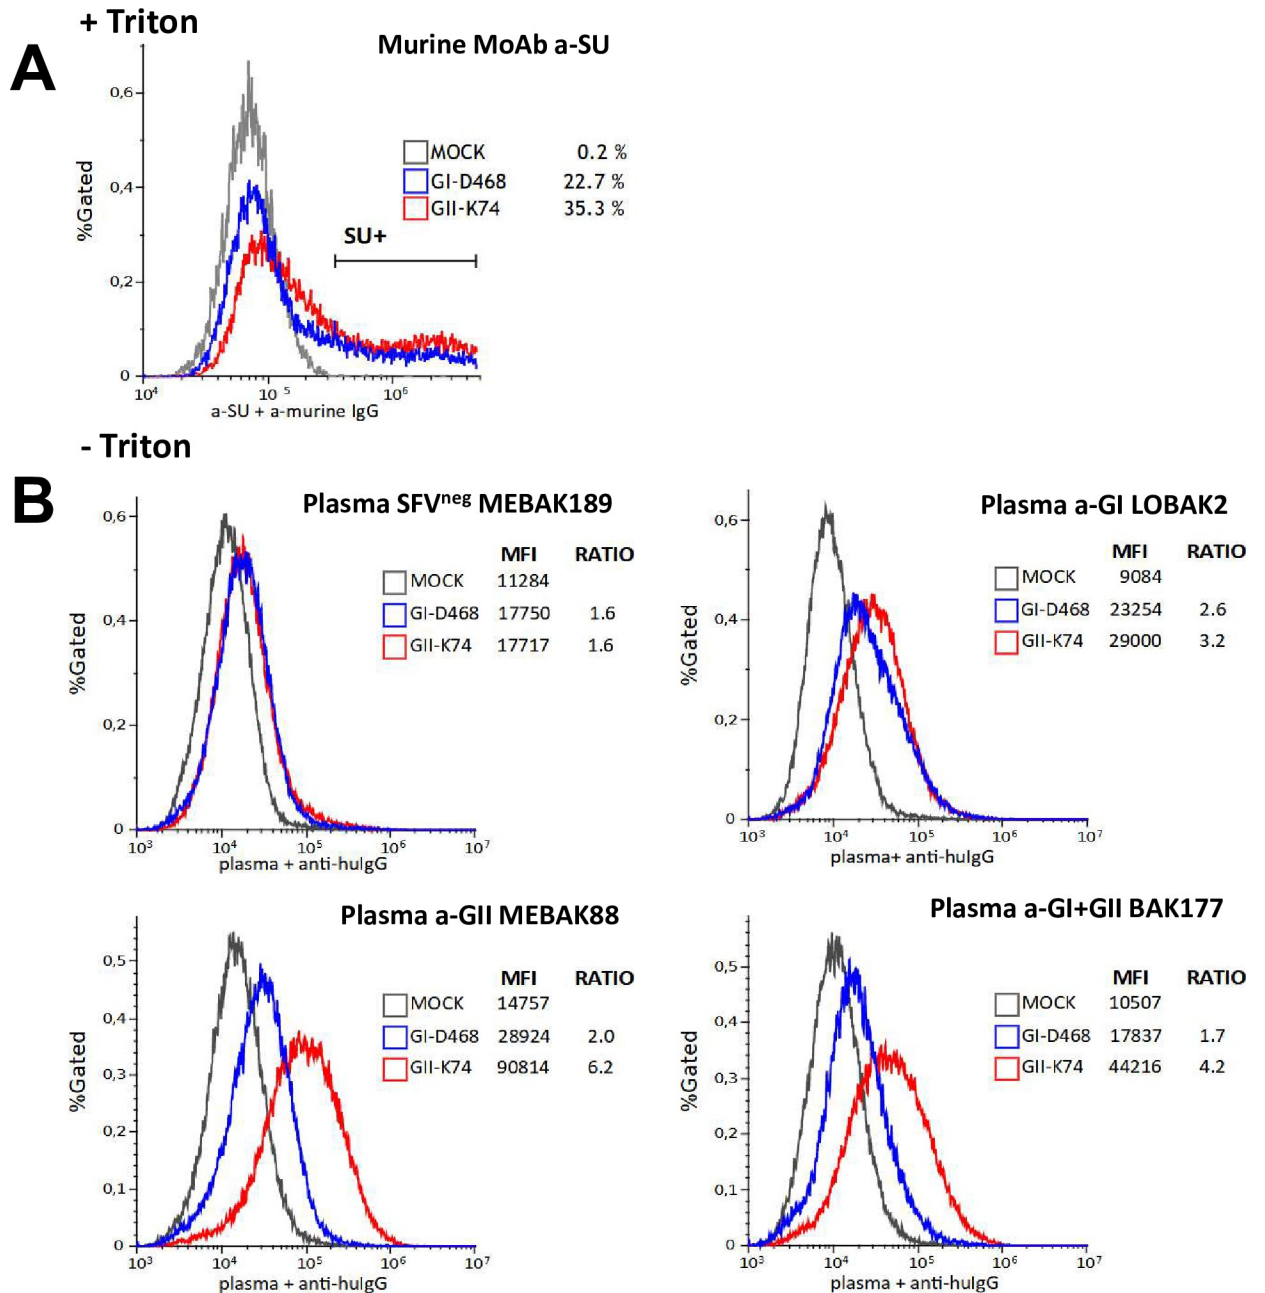 + Triton
A
Murine MoAb a-SU
%Gated
0,6
0,4
0,2
0
MOCK 0.2 %
GI-D468 22.7 %
GII-K74 35.3 %
SU+
10⁴ 10⁵ 10⁶
a-SU + a-murine IgG
- Triton
B
Plasma SFVⁿᵉᵍ MEBAK189
%Gated
0,6
0,4
0,2
0
MFI RATIO
MOCK 11284
GI-D468 17750 1.6
GII-K74 17717 1.6
10³ 10⁴ 10⁵ 10⁶ 10⁷
plasma + anti-huIgG
Plasma a-GI LOBAK2
%Gated
0,6
0,4
0,2
0
MFI RATIO
MOCK 9084
GI-D468 23254 2.6
GII-K74 29000 3.2
10³ 10⁴ 10⁵ 10⁶ 10⁷
plasma+ anti-huIgG
Plasma a-GII MEBAK88
%Gated
0,5
0,4
0,3
0,2
0,1
0
MFI RATIO
MOCK 14757
GI-D468 28924 2.0
GII-K74 90814 6.2
10³ 10⁴ 10⁵ 10⁶ 10⁷
plasma + anti-huIgG
Plasma a-GI+GII BAK177
%Gated
0,5
0,4
0,3
0,2
0,1
0
MFI RATIO
MOCK 10507
GI-D468 17837 1.7
GII-K74 44216 4.2
10³ 10⁴ 10⁵ 10⁶ 10⁷
plasma + anti-huIgG